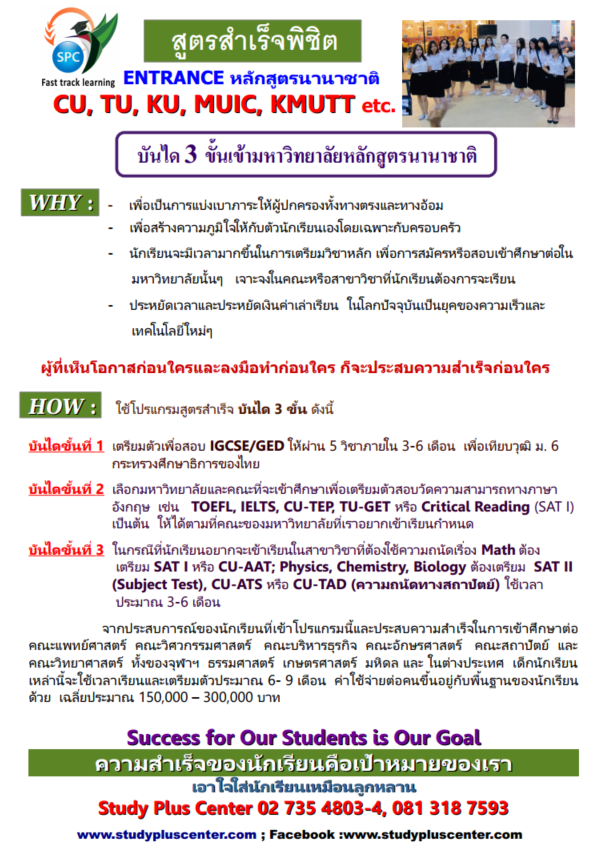 สูตรสำเร็จพิชิต
SPC
Fast track learning
ENTRANCE หลักสูตรนานาชาติ
CU, TU, KU, MUIC, KMUTT etc.
บันได 3 ขั้นเข้ามหาวิทยาลัยหลักสูตรนานาชาติ
WHY :
- เพื่อเป็นการแบ่งเบาภาระให้ผู้ปกครองทั้งทางตรงและทางอ้อม
- เพื่อสร้างความภูมิใจให้กับตัวนักเรียนเองโดยเฉพาะกับครอบครัว
- นักเรียนจะมีเวลามากขึ้นในการเตรียมวิชาหลัก เพื่อการสมัครหรือสอบเข้าศึกษาต่อใน
มหาวิทยาลัยนั้นๆ เจาะจงในคณะหรือสาขาวิชาที่นักเรียนต้องการจะเรียน
- ประหยัดเวลาและประหยัดเงินค่าเล่าเรียน ในโลกปัจจุบันเป็นยุคของความเร็วและ
เทคโนโลยีใหม่ๆ
ผู้ที่เห็นโอกาสก่อนใครและลงมือทำก่อนใคร ก็จะประสบความสำเร็จก่อนใคร
HOW : ใช้โปรแกรมสูตรสำเร็จ บันได 3 ขั้น ดังนี้
บันไดขั้นที่ 1 เตรียมตัวเพื่อสอบ IGCSE/GED ให้ผ่าน 5 วิชาภายใน 3-6 เดือน เพื่อเทียบวุฒิ ม. 6
กระทรวงศึกษาธิการของไทย
บันไดขั้นที่ 2 เลือกมหาวิทยาลัยและคณะที่จะเข้าศึกษาเพื่อเตรียมตัวสอบวัดความสามารถทางภาษา
อังกฤษ เช่น TOEFL, IELTS, CU-TEP, TU-GET หรือ Critical Reading (SAT I)
เป็นต้น ให้ได้ตามที่คณะของมหาวิทยาลัยที่เราอยากเข้าเรียนกำหนด
บันไดขั้นที่ 3 ในกรณีที่นักเรียนอยากจะเข้าเรียนในสาขาวิชาที่ต้องใช้ความถนัดเรื่อง Math ต้อง
เตรียม SAT I หรือ CU-AAT; Physics, Chemistry, Biology ต้องเตรียม SAT II
(Subject Test), CU-ATS หรือ CU-TAD (ความถนัดทางสถาปัตย์) ใช้เวลา
ประมาณ 3-6 เดือน
จากประสบการณ์ของนักเรียนที่เข้าโปรแกรมนี้และประสบความสำเร็จในการเข้าศึกษาต่อ
คณะแพทย์ศาสตร์ คณะวิศวกรรมศาสตร์ คณะบริหารธุรกิจ คณะอักษรศาสตร์ คณะสถาปัตย์ และ
คณะวิทยาศาสตร์ ทั้งของจุฬาฯ ธรรมศาสตร์ เกษตรศาสตร์ มหิดล และ ในต่างประเทศ เด็กนักเรียน
เหล่านี้จะใช้เวลาเรียนและเตรียมตัวประมาณ 6- 9 เดือน ค่าใช้จ่ายต่อคนขึ้นอยู่กับพื้นฐานของนักเรียน
ด้วย เฉลี่ยประมาณ 150,000 – 300,000 บาท
Success for Our Students is Our Goal
ความสำเร็จของนักเรียนคือเป้าหมายของเรา
เอาใจใส่นักเรียนเหมือนลูกหลาน
Study Plus Center 02 735 4803-4, 081 318 7593
www.studypluscenter.com ; Facebook :www.studypluscenter.com